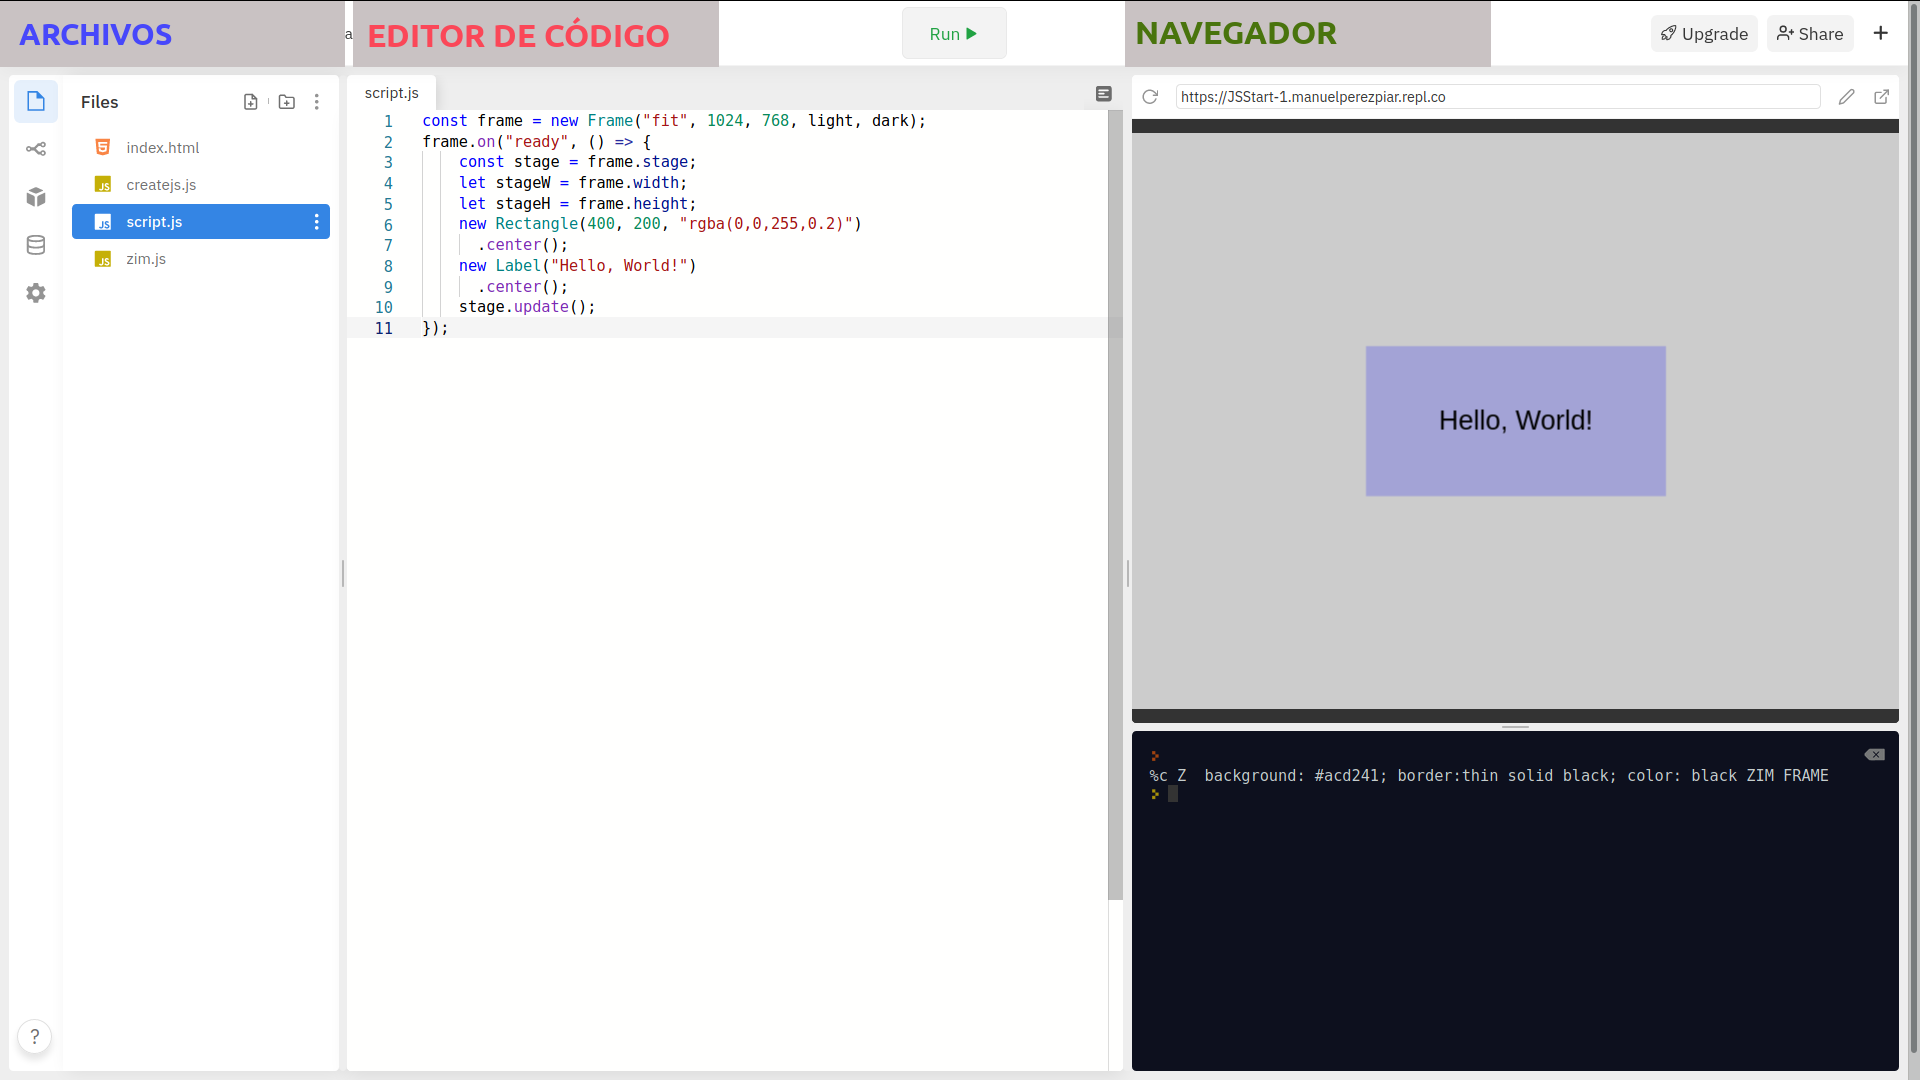 ARCHIVOS
a
EDITOR DE CÓDIGO
Run
NAVEGADOR
Upgrade
Share
+
Files
index.html
createjs.js
script.js
zim.js
?
script.js
1 const frame = new Frame("fit", 1024, 768, light, dark);
2 frame.on("ready", () => {
3 const stage = frame.stage;
4 let stageW = frame.width;
5 let stageH = frame.height;
6 new Rectangle(400, 200, "rgba(0,0,255,0.2)")
7 .center();
8 new Label("Hello, World!")
9 .center();
10 stage.update();
11 });
https://JSStart-1.manuelperezpiar.repl.co
Hello, World!
%c Z  background: #acd241; border:thin solid black; color: black ZIM FRAME